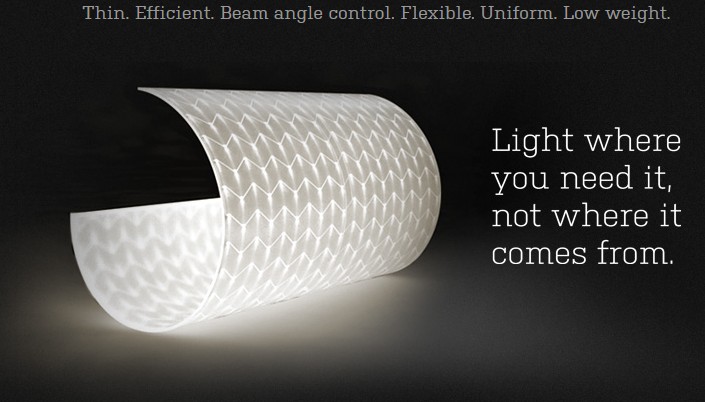 Thin. Efficient. Beam angle control. Flexible. Uniform. Low weight.
Light where
you need it,
not where it
comes from.